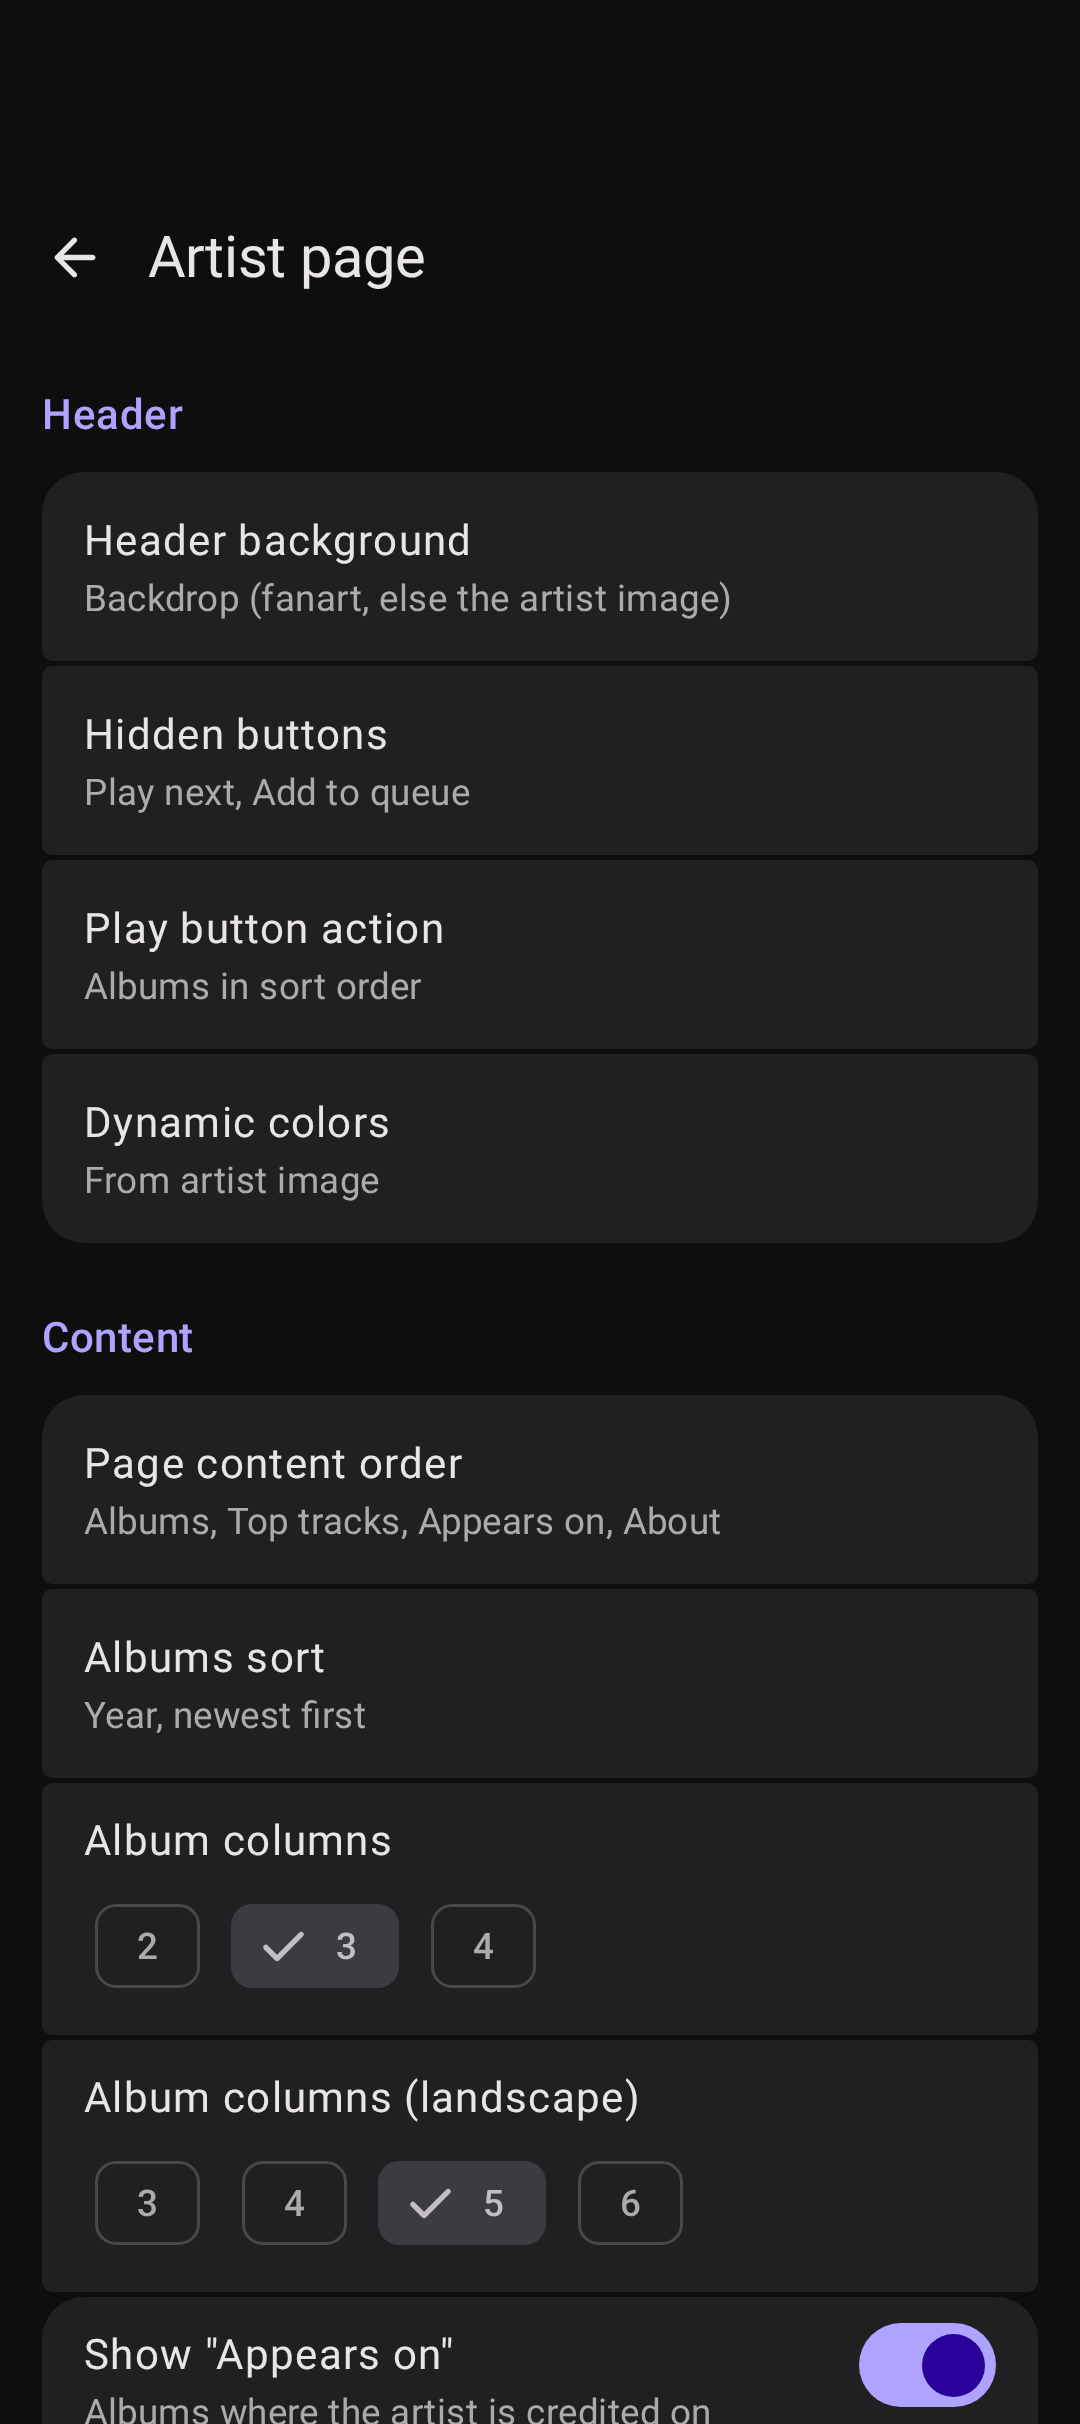 Artist page
Header
Header background
Backdrop (fanart, else the artist image)
Hidden buttons
Play next, Add to queue
Play button action
Albums in sort order
Dynamic colors
From artist image
Content
Page content order
Albums, Top tracks, Appears on, About
Albums sort
Year, newest first
Album columns
2 3 4
Album columns (landscape)
3 4 5 6
Show "Appears on"
Albums where the artist is credited on